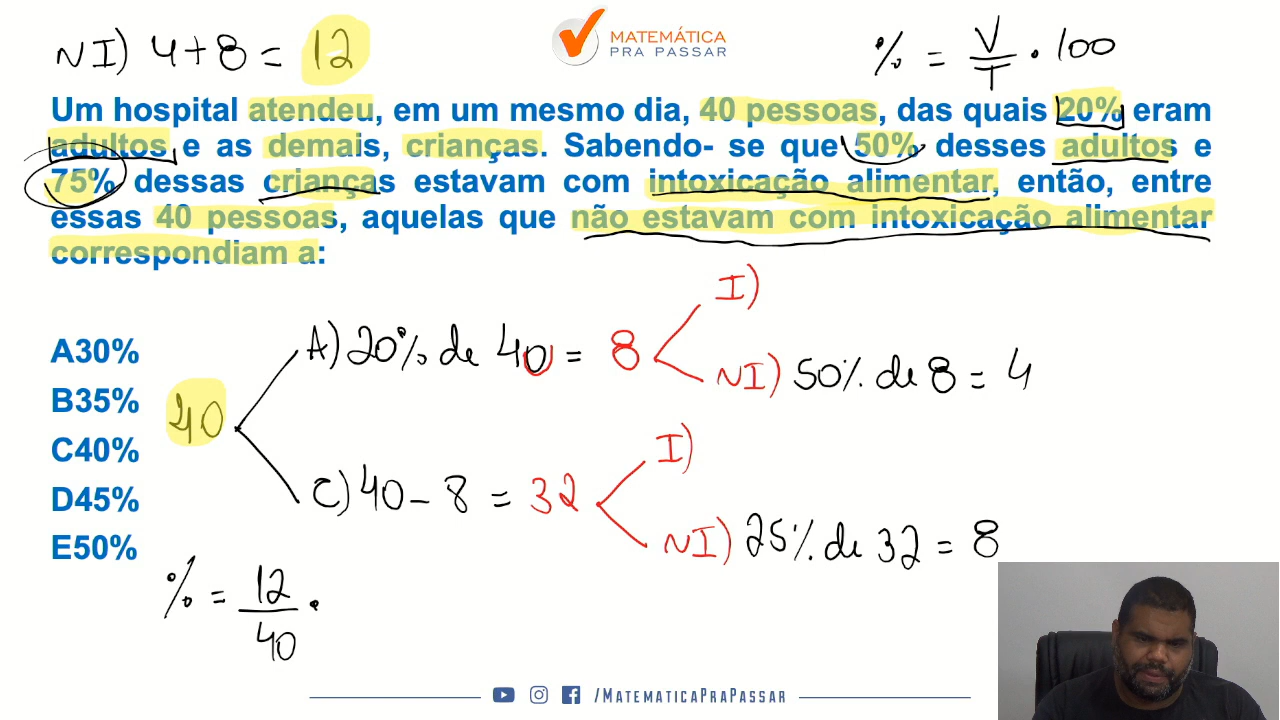 NI) 4+8 = 12
MATEMÁTICA
PRA PASSAR
% = V/T · 100
Um hospital atendeu, em um mesmo dia, 40 pessoas, das quais 20% eram
adultos e as demais, crianças. Sabendo- se que 50% desses adultos e
75% dessas crianças estavam com intoxicação alimentar, então, entre
essas 40 pessoas, aquelas que não estavam com intoxicação alimentar
correspondiam a:
A30%
B35%
C40%
D45%
E50%
40
A) 20% de 40 = 8
I)
NI) 50% de 8 = 4
C) 40 - 8 = 32
I)
NI) 25% de 32 = 8
% = 12/40 ·
/MATEMATICAPRAPASSAR